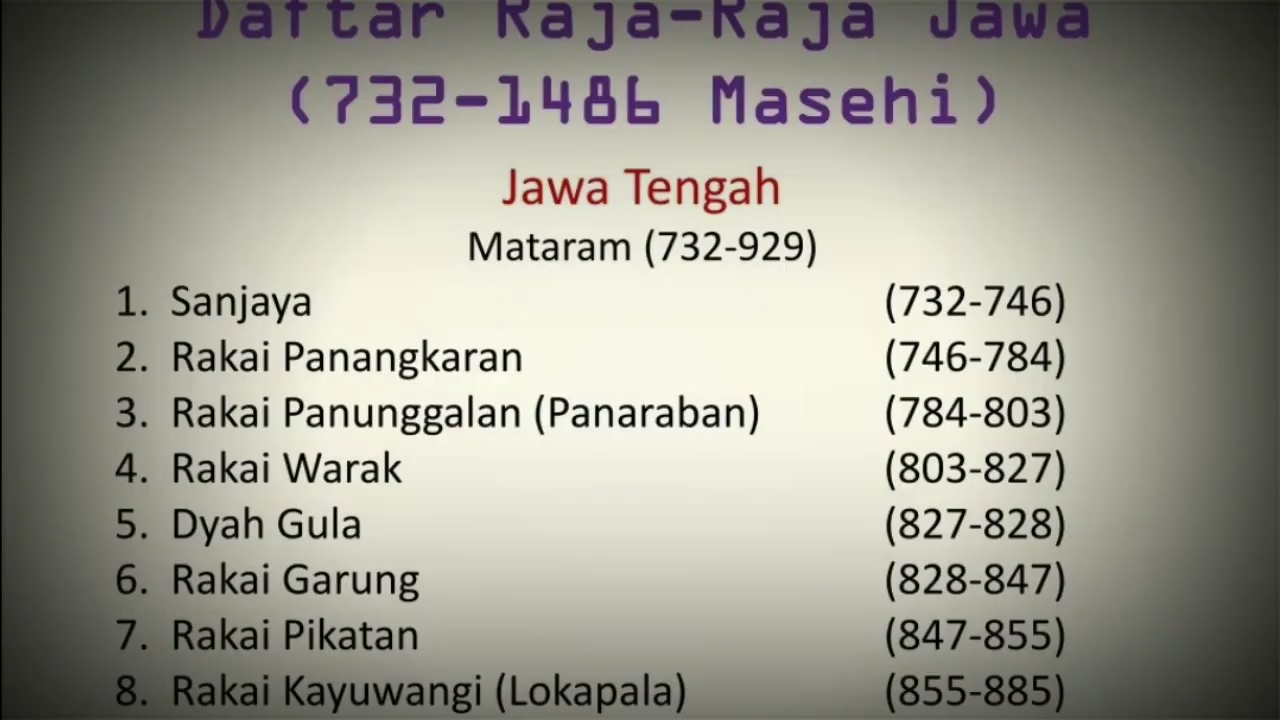 Daftar Raja-Raja Jawa
(732-1486 Masehi)
Jawa Tengah
Mataram (732-929)
1. Sanjaya (732-746)
2. Rakai Panangkaran (746-784)
3. Rakai Panunggalan (Panaraban) (784-803)
4. Rakai Warak (803-827)
5. Dyah Gula (827-828)
6. Rakai Garung (828-847)
7. Rakai Pikatan (847-855)
8. Rakai Kayuwangi (Lokapala) (855-885)